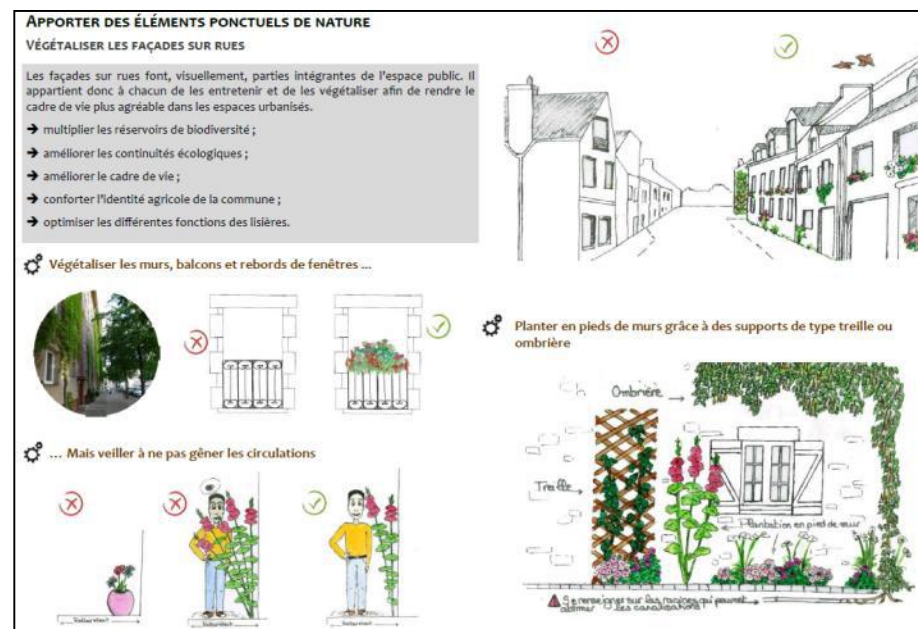 APPORTER DES ÉLÉMENTS PONCTUELS DE NATURE
VÉGÉTALISER LES FAÇADES SUR RUES
Les façades sur rues font, visuellement, parties intégrantes de l'espace public. Il
appartient donc à chacun de les entretenir et de les végétaliser afin de rendre le
cadre de vie plus agréable dans les espaces urbanisés.
➔ multiplier les réservoirs de biodiversité ;
➔ améliorer les continuités écologiques ;
➔ améliorer le cadre de vie ;
➔ conforter l'identité agricole de la commune ;
➔ optimiser les différentes fonctions des lisières.
Végétaliser les murs, balcons et rebords de fenêtres ...
... Mais veiller à ne pas gêner les circulations
Planter en pieds de murs grâce à des supports de type treille ou
ombrière
Ombrière
Treille
Plantation en pied de mur
Se renseigner sur les racines qui peuvent
abîmer les canalisations